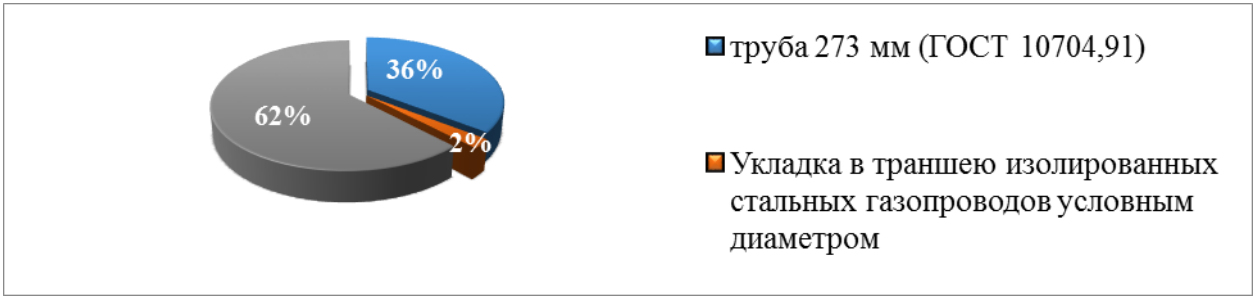 36%
62%
2%
труба 273 мм (ГОСТ 10704,91)
Укладка в траншею изолированных
стальных газопроводов условным
диаметром